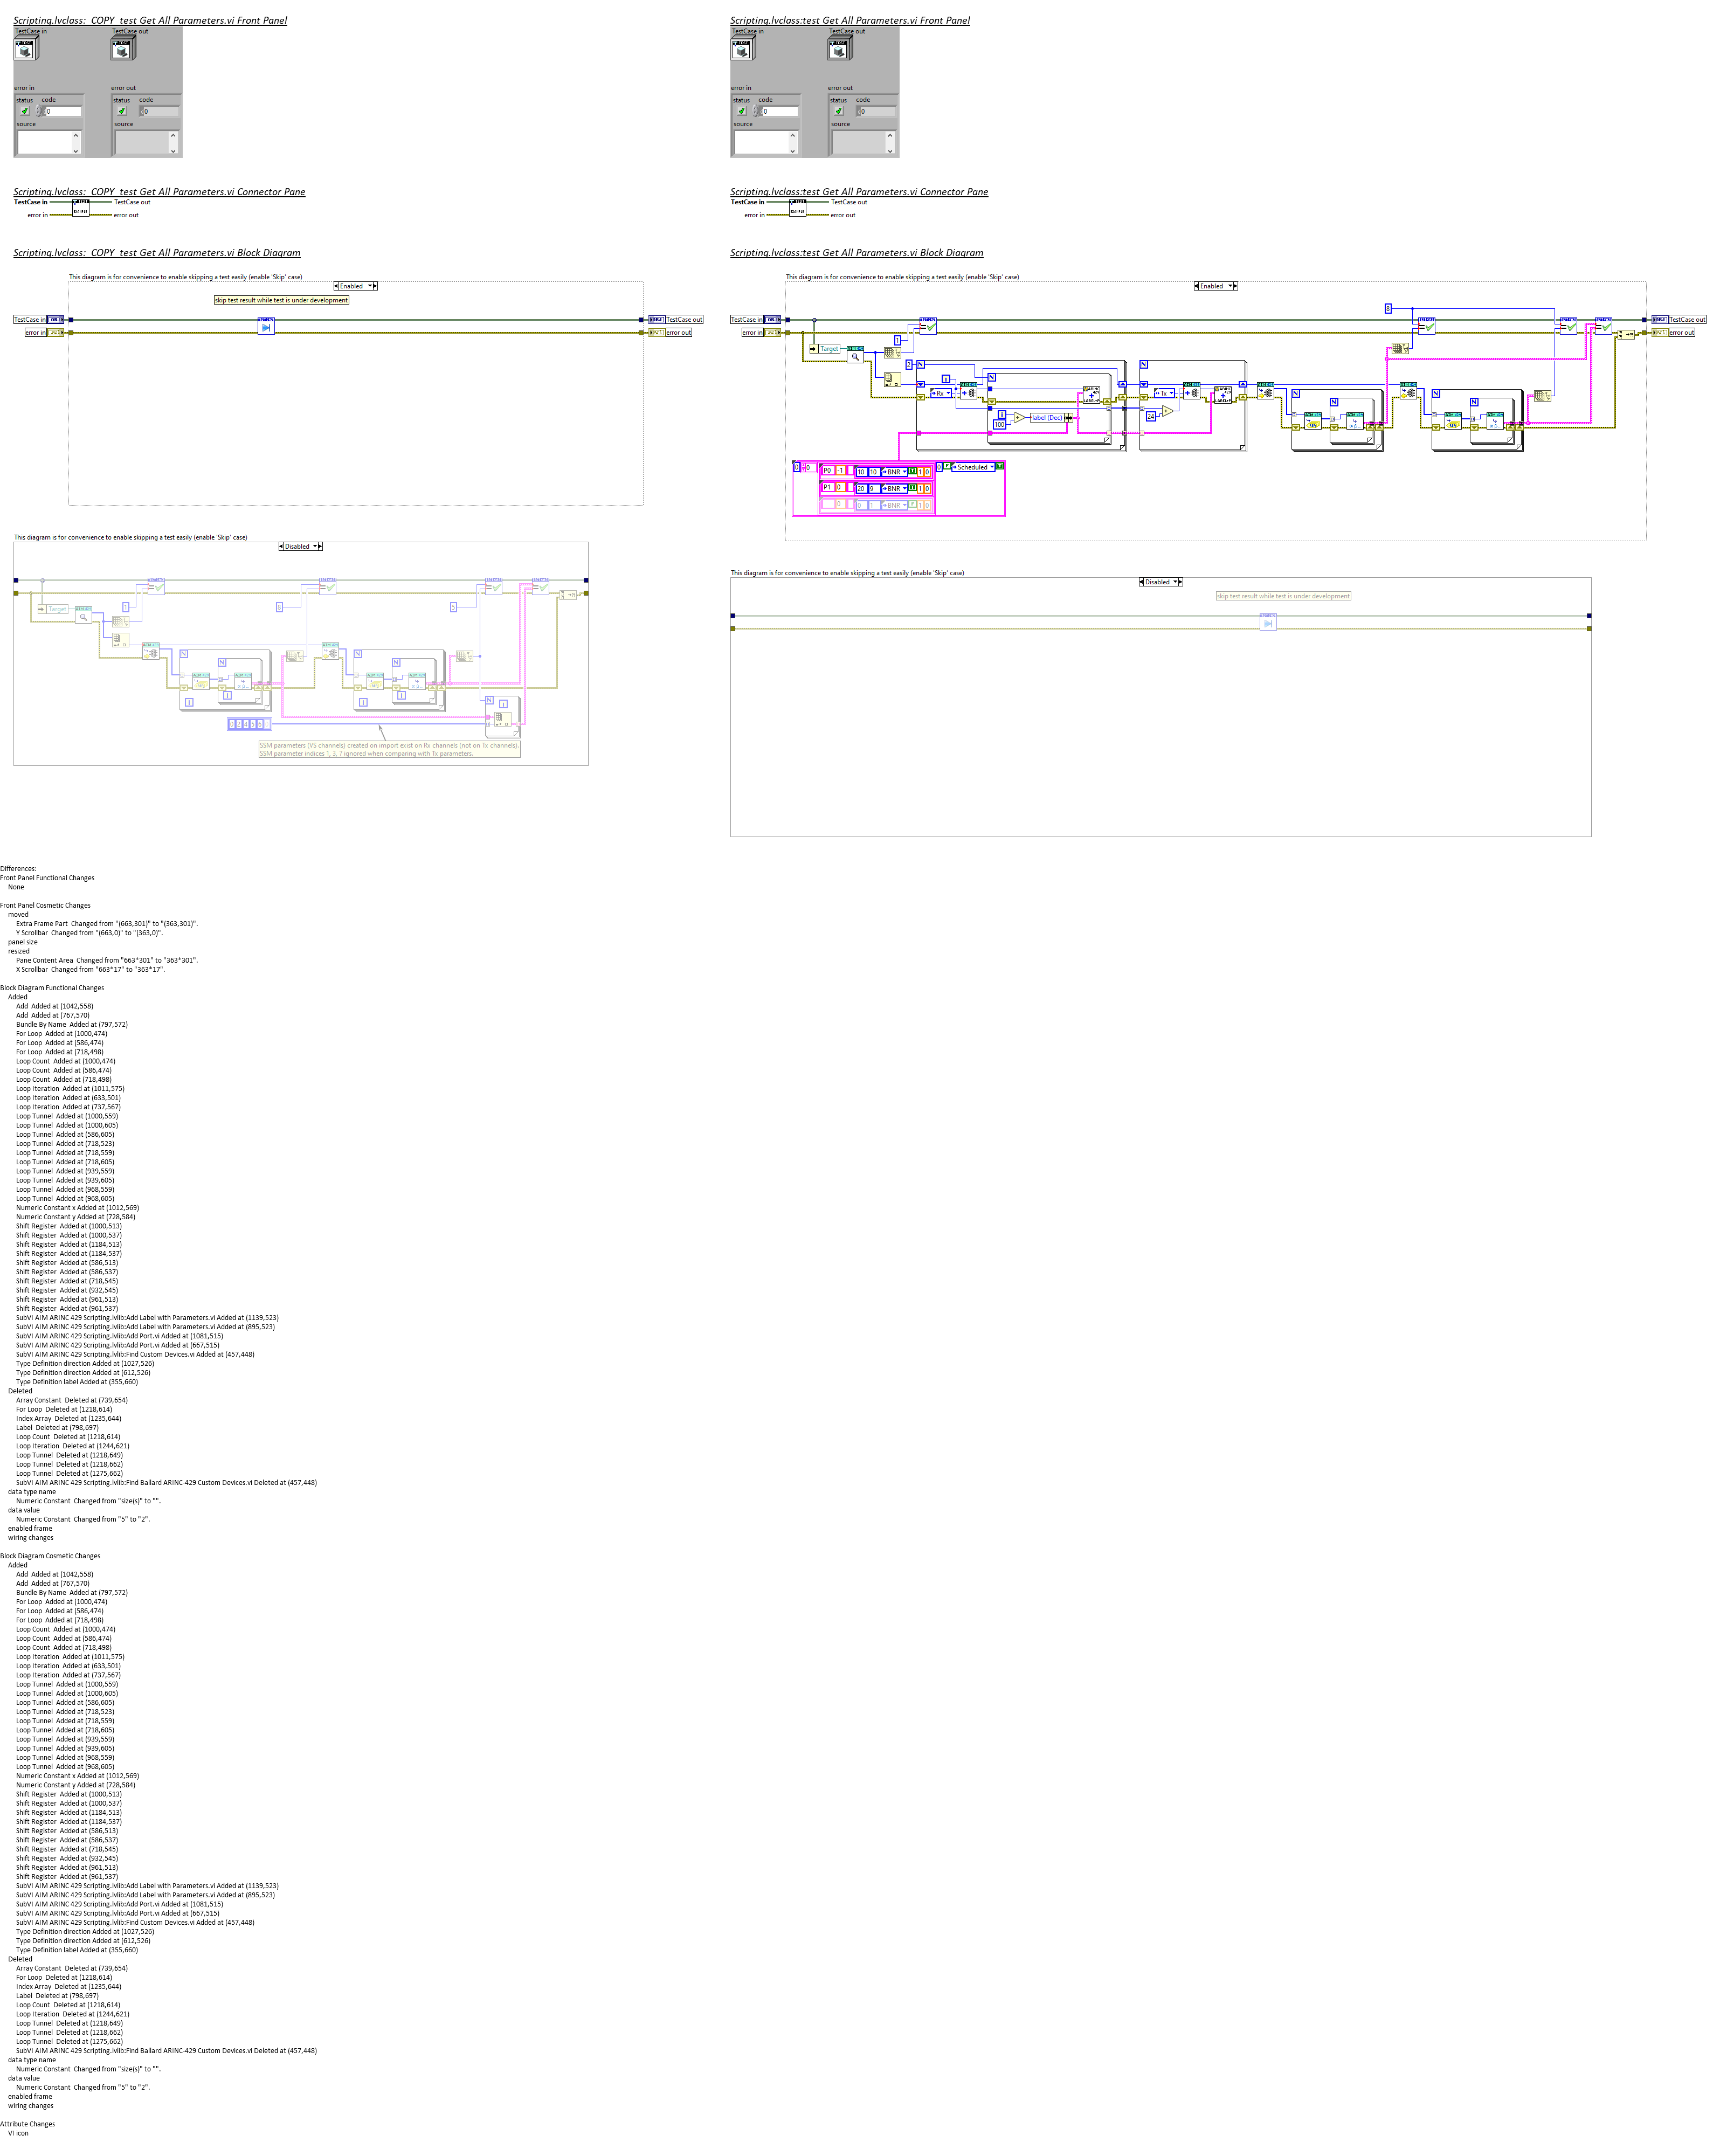 Scripting.lvclass:_COPY_test Get All Parameters.vi Front Panel
TestCase in
TestCase out
error in
error out
status code
0
status code
0
source
source
Scripting.lvclass:_COPY_test Get All Parameters.vi Connector Pane
TestCase in
TestCase out
error in
error out
Scripting.lvclass:_COPY_test Get All Parameters.vi Block Diagram
This diagram is for convenience to enable skipping a test easily (enable 'Skip' case)
Enabled
skip test result while test is under development
TestCase in
TestCase out
error in
error out
This diagram is for convenience to enable skipping a test easily (enable 'Skip' case)
Disabled
Target
SSM parameters (VS channels) created on import exist on Rx channels (not on Tx channels).
SSM parameter indices 1, 3, 7 ignored when comparing with Tx parameters.
Scripting.lvclass:test Get All Parameters.vi Front Panel
TestCase in
TestCase out
error in
error out
status code
0
status code
0
source
source
Scripting.lvclass:test Get All Parameters.vi Connector Pane
TestCase in
TestCase out
error in
error out
Scripting.lvclass:test Get All Parameters.vi Block Diagram
This diagram is for convenience to enable skipping a test easily (enable 'Skip' case)
Enabled
TestCase in
TestCase out
error in
error out
Target
1
2
Rx
100
label (Dec)
Tx
24
P0 -1 10 10 BNR 1 0
Scheduled
P1 0 20 9 BNR 1 0
0 0 1 BNR 1 0
This diagram is for convenience to enable skipping a test easily (enable 'Skip' case)
Disabled
skip test result while test is under development
Differences:
Front Panel Functional Changes
None
Front Panel Cosmetic Changes
moved
Extra Frame Part Changed from "(663,301)" to "(363,301)".
Y Scrollbar Changed from "(663,0)" to "(363,0)".
panel size
resized
Pane Content Area Changed from "663*301" to "363*301".
X Scrollbar Changed from "663*17" to "363*17".
Block Diagram Functional Changes
Added
Add Added at (1042,558)
Add Added at (767,570)
Bundle By Name Added at (797,572)
For Loop Added at (1000,474)
For Loop Added at (586,474)
For Loop Added at (718,498)
Loop Count Added at (1000,474)
Loop Count Added at (586,474)
Loop Count Added at (718,498)
Loop Iteration Added at (1011,575)
Loop Iteration Added at (633,501)
Loop Iteration Added at (737,567)
Loop Tunnel Added at (1000,559)
Loop Tunnel Added at (1000,605)
Loop Tunnel Added at (586,605)
Loop Tunnel Added at (718,523)
Loop Tunnel Added at (718,559)
Loop Tunnel Added at (718,605)
Loop Tunnel Added at (939,559)
Loop Tunnel Added at (939,605)
Loop Tunnel Added at (968,559)
Loop Tunnel Added at (968,605)
Numeric Constant x Added at (1012,569)
Numeric Constant y Added at (728,584)
Shift Register Added at (1000,513)
Shift Register Added at (1000,537)
Shift Register Added at (1184,513)
Shift Register Added at (1184,537)
Shift Register Added at (586,513)
Shift Register Added at (586,537)
Shift Register Added at (718,545)
Shift Register Added at (932,545)
Shift Register Added at (961,513)
Shift Register Added at (961,537)
SubVI AIM ARINC 429 Scripting.lvlib:Add Label with Parameters.vi Added at (1139,523)
SubVI AIM ARINC 429 Scripting.lvlib:Add Label with Parameters.vi Added at (895,523)
SubVI AIM ARINC 429 Scripting.lvlib:Add Port.vi Added at (1081,515)
SubVI AIM ARINC 429 Scripting.lvlib:Add Port.vi Added at (667,515)
SubVI AIM ARINC 429 Scripting.lvlib:Find Custom Devices.vi Added at (457,448)
Type Definition direction Added at (1027,526)
Type Definition direction Added at (612,526)
Type Definition label Added at (355,660)
Deleted
Array Constant Deleted at (739,654)
For Loop Deleted at (1218,614)
Index Array Deleted at (1235,644)
Label Deleted at (798,697)
Loop Count Deleted at (1218,614)
Loop Iteration Deleted at (1244,621)
Loop Tunnel Deleted at (1218,649)
Loop Tunnel Deleted at (1218,662)
Loop Tunnel Deleted at (1275,662)
SubVI AIM ARINC 429 Scripting.lvlib:Find Ballard ARINC-429 Custom Devices.vi Deleted at (457,448)
data type name
Numeric Constant Changed from "size(s)" to "".
data value
Numeric Constant Changed from "5" to "2".
enabled frame
wiring changes
Block Diagram Cosmetic Changes
Added
Add Added at (1042,558)
Add Added at (767,570)
Bundle By Name Added at (797,572)
For Loop Added at (1000,474)
For Loop Added at (586,474)
For Loop Added at (718,498)
Loop Count Added at (1000,474)
Loop Count Added at (586,474)
Loop Count Added at (718,498)
Loop Iteration Added at (1011,575)
Loop Iteration Added at (633,501)
Loop Iteration Added at (737,567)
Loop Tunnel Added at (1000,559)
Loop Tunnel Added at (1000,605)
Loop Tunnel Added at (586,605)
Loop Tunnel Added at (718,523)
Loop Tunnel Added at (718,559)
Loop Tunnel Added at (718,605)
Loop Tunnel Added at (939,559)
Loop Tunnel Added at (939,605)
Loop Tunnel Added at (968,559)
Loop Tunnel Added at (968,605)
Numeric Constant x Added at (1012,569)
Numeric Constant y Added at (728,584)
Shift Register Added at (1000,513)
Shift Register Added at (1000,537)
Shift Register Added at (1184,513)
Shift Register Added at (1184,537)
Shift Register Added at (586,513)
Shift Register Added at (586,537)
Shift Register Added at (718,545)
Shift Register Added at (932,545)
Shift Register Added at (961,513)
Shift Register Added at (961,537)
SubVI AIM ARINC 429 Scripting.lvlib:Add Label with Parameters.vi Added at (1139,523)
SubVI AIM ARINC 429 Scripting.lvlib:Add Label with Parameters.vi Added at (895,523)
SubVI AIM ARINC 429 Scripting.lvlib:Add Port.vi Added at (1081,515)
SubVI AIM ARINC 429 Scripting.lvlib:Add Port.vi Added at (667,515)
SubVI AIM ARINC 429 Scripting.lvlib:Find Custom Devices.vi Added at (457,448)
Type Definition direction Added at (1027,526)
Type Definition direction Added at (612,526)
Type Definition label Added at (355,660)
Deleted
Array Constant Deleted at (739,654)
For Loop Deleted at (1218,614)
Index Array Deleted at (1235,644)
Label Deleted at (798,697)
Loop Count Deleted at (1218,614)
Loop Iteration Deleted at (1244,621)
Loop Tunnel Deleted at (1218,649)
Loop Tunnel Deleted at (1218,662)
Loop Tunnel Deleted at (1275,662)
SubVI AIM ARINC 429 Scripting.lvlib:Find Ballard ARINC-429 Custom Devices.vi Deleted at (457,448)
data type name
Numeric Constant Changed from "size(s)" to "".
data value
Numeric Constant Changed from "5" to "2".
enabled frame
wiring changes
Attribute Changes
VI icon